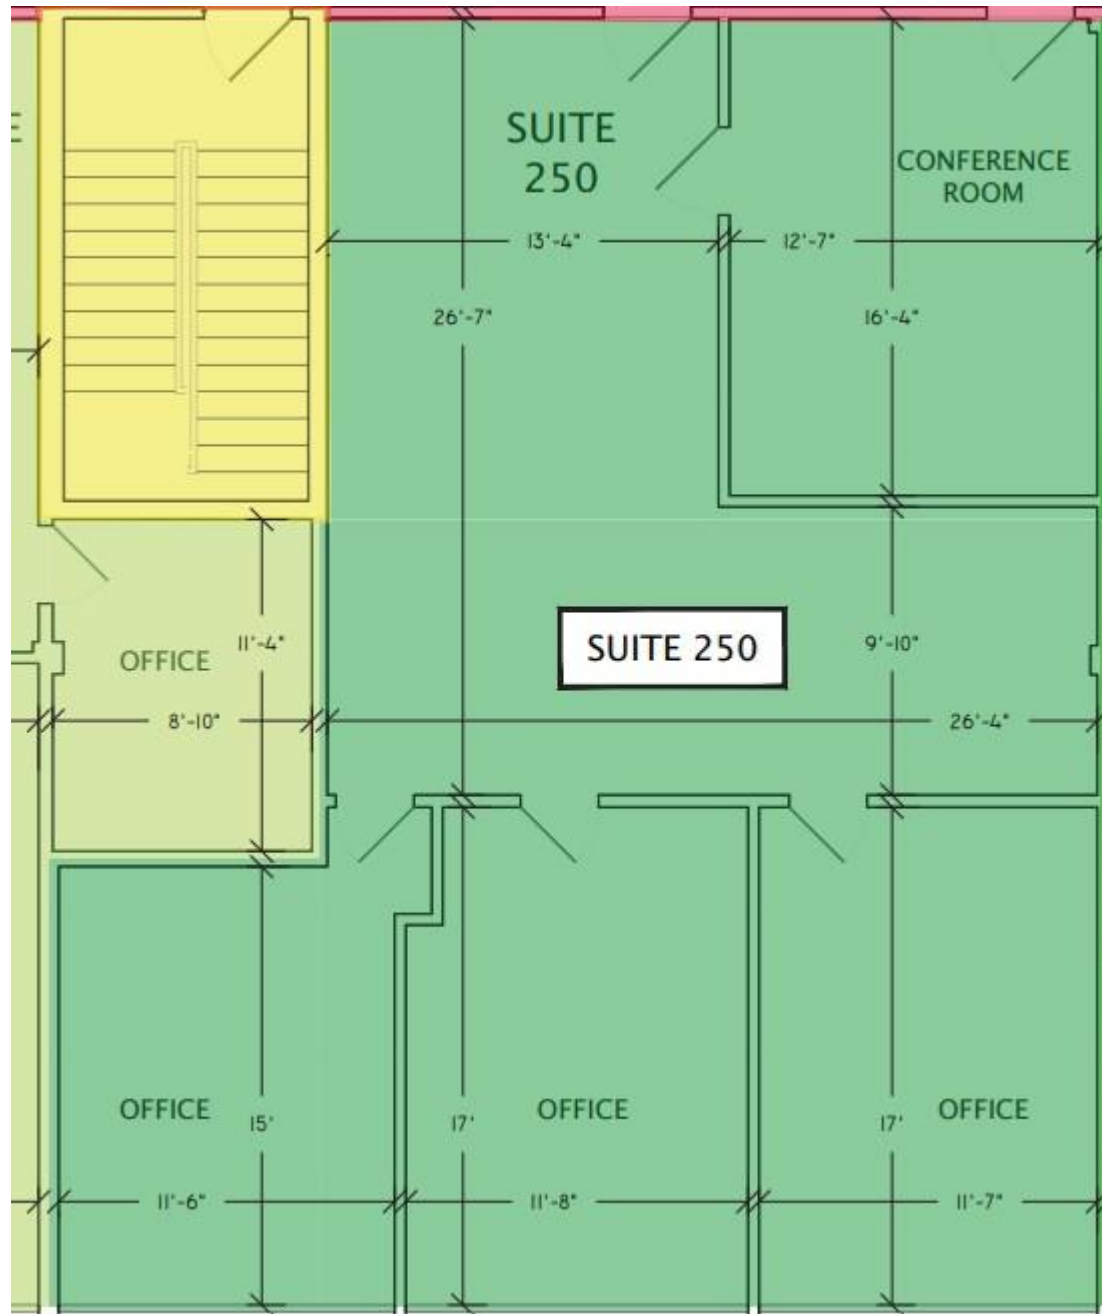 E
SUITE
250
CONFERENCE
ROOM
13'-4"
12'-7"
26'-7"
16'-4"
OFFICE
11'-4"
SUITE 250
9'-10"
8'-10"
26'-4"
OFFICE
15'
OFFICE
17'
OFFICE
17'
11'-6"
11'-8"
11'-7"